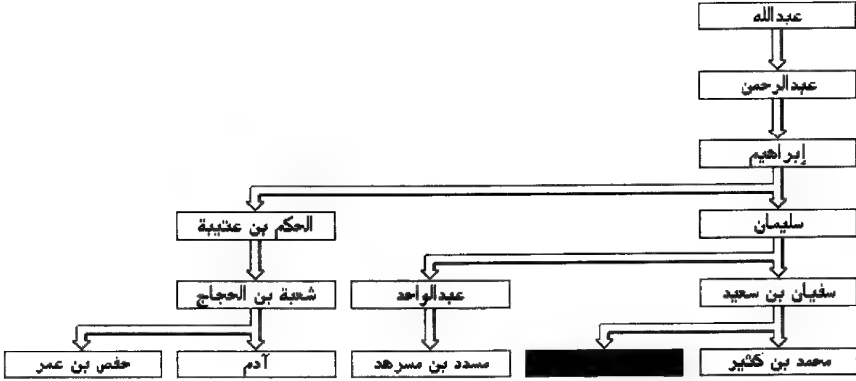 عبدالله
عبدالرحمن
إبراهيم
سليمان
الحكم بن عتيبة
سفيان بن سعيد
عبدالواحد
شعبة بن الحجاج
محمد بن كثير
مسدد بن مسرهد
آدم
حفص بن عمر